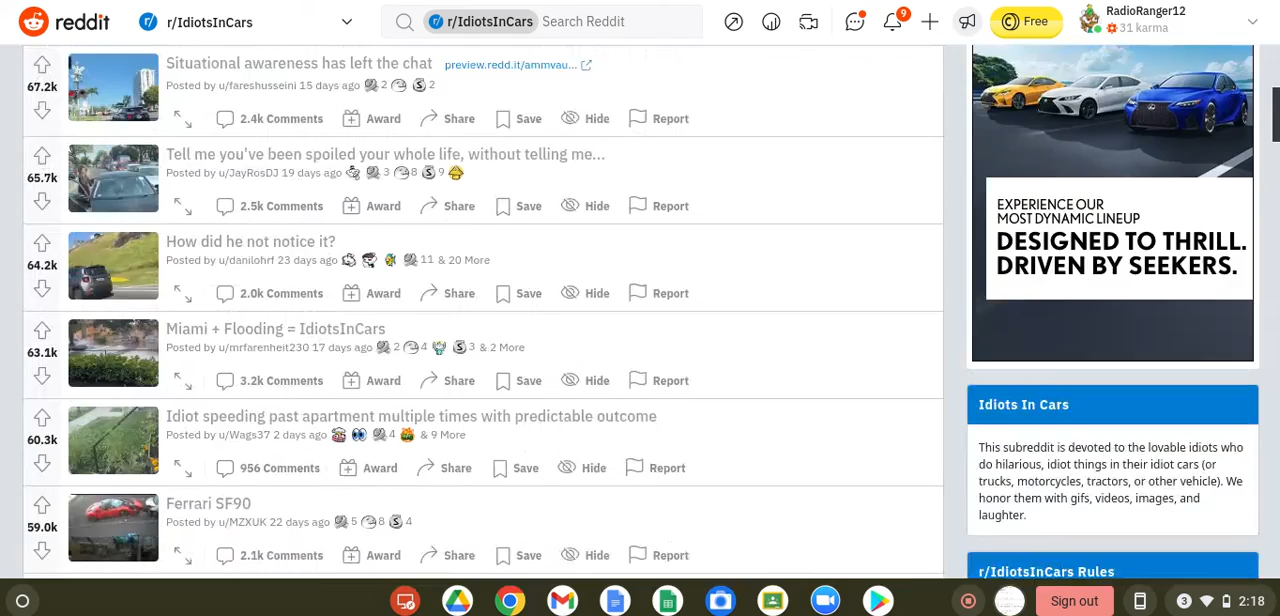 reddit r/IdiotsInCars r/IdiotsInCars Search Reddit 9 Free RadioRanger12
31 karma
67.2k Situational awareness has left the chat preview.redd.it/ammvau...
Posted by u/fareshusseini 15 days ago 2 2
2.4k Comments Award Share Save Hide Report
65.7k Tell me you've been spoiled your whole life, without telling me...
Posted by u/JayRosDJ 19 days ago 3 8 9
2.5k Comments Award Share Save Hide Report
64.2k How did he not notice it?
Posted by u/danilohrf 23 days ago 11 & 20 More
2.0k Comments Award Share Save Hide Report
63.1k Miami + Flooding = IdiotsInCars
Posted by u/mrfarenheit230 17 days ago 2 4 3 & 2 More
3.2k Comments Award Share Save Hide Report
60.3k Idiot speeding past apartment multiple times with predictable outcome
Posted by u/Wags37 2 days ago 4 & 9 More
956 Comments Award Share Save Hide Report
59.0k Ferrari SF90
Posted by u/MZXUK 22 days ago 5 8 4
2.1k Comments Award Share Save Hide Report
EXPERIENCE OUR
MOST DYNAMIC LINEUP
DESIGNED TO THRILL.
DRIVEN BY SEEKERS.
Idiots In Cars
This subreddit is devoted to the lovable idiots who
do hilarious, idiot things in their idiot cars (or
trucks, motorcycles, tractors, or other vehicle). We
honor them with gifs, videos, images, and
laughter.
r/IdiotsInCars Rules
Sign out 3 2:18